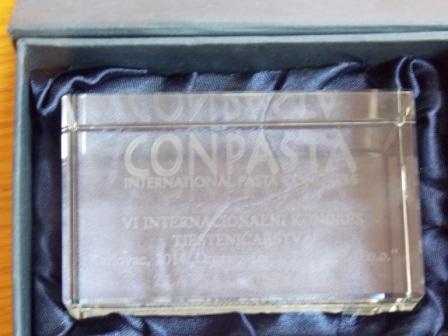 CONPASTA
INTERNATIONAL PASTA CONGRESS
VI INTERNACIONALNI KONGRES
TJESTENIČARSTVA
Karlovac, 2014. d.o.o."